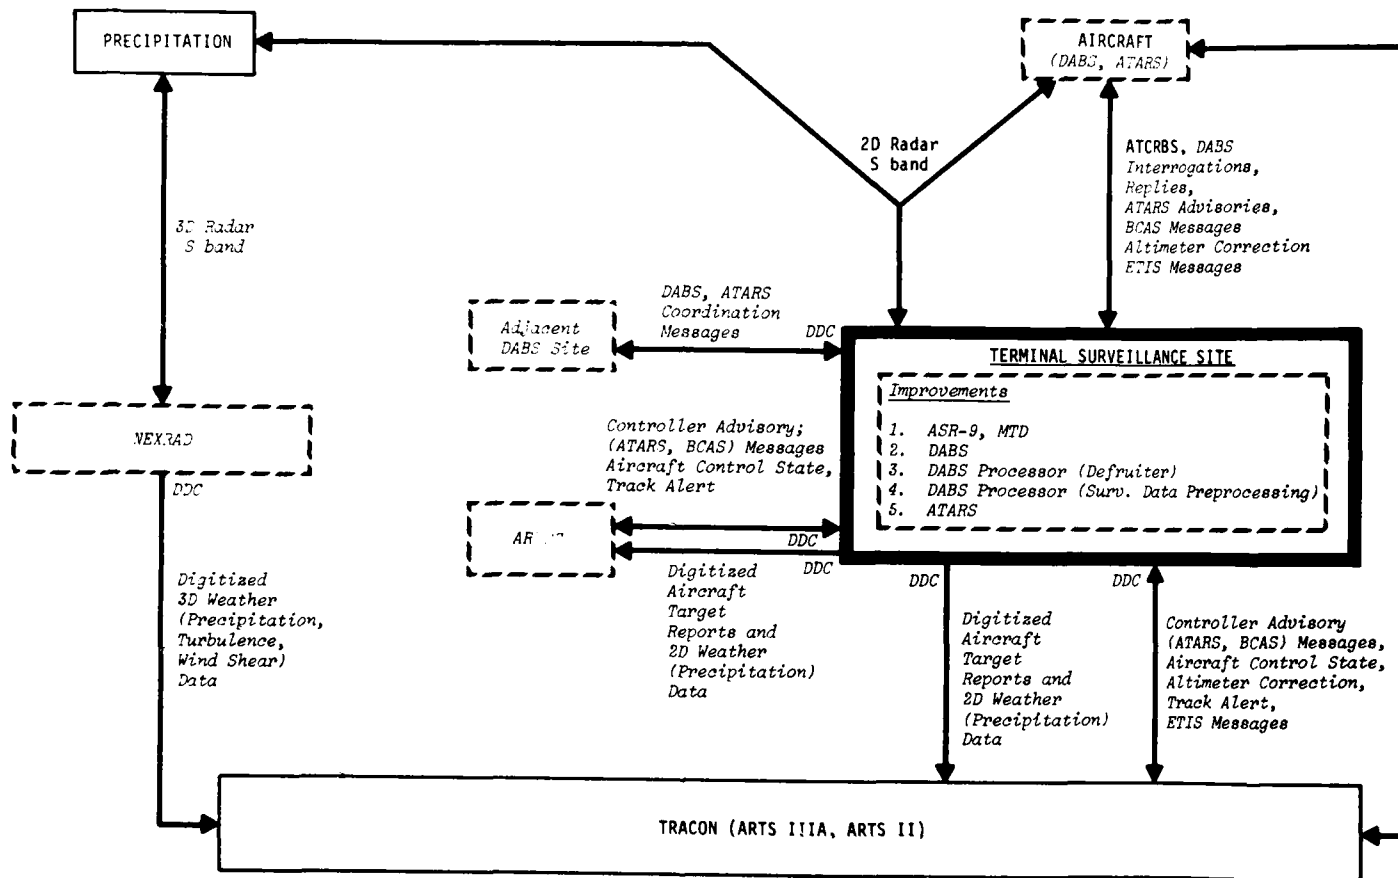 PRECIPITATION
AIRCRAFT
(DABS, ATARS)
2D Radar
S band
ATCRBS, DABS
Interrogations,
Replies,
ATARS Advisories,
BCAS Messages
Altimeter Correction
ETIS Messages
3D Radar
S band
DABS, ATARS
Coordination
Messages
DDC
Adjacent
DABS Site
TERMINAL SURVEILLANCE SITE
Improvements
1. ASR-9, MTD
2. DABS
3. DABS Processor (Defruiter)
4. DABS Processor (Surv. Data Preprocessing)
5. ATARS
NEXRAD
DDC
Controller Advisory;
(ATARS, BCAS) Messages
Aircraft Control State,
Track Alert
DDC
DDC
Digitized
Aircraft
Target
Reports and
2D Weather
(Precipitation)
Data
DDC
DDC
Digitized
3D Weather
(Precipitation,
Turbulence,
Wind Shear)
Data
Digitized
Aircraft
Target
Reports and
2D Weather
(Precipitation)
Data
Controller Advisory
(ATARS, BCAS) Messages,
Aircraft Control State,
Altimeter Correction,
Track Alert,
ETIS Messages
TRACON (ARTS IIIA, ARTS II)